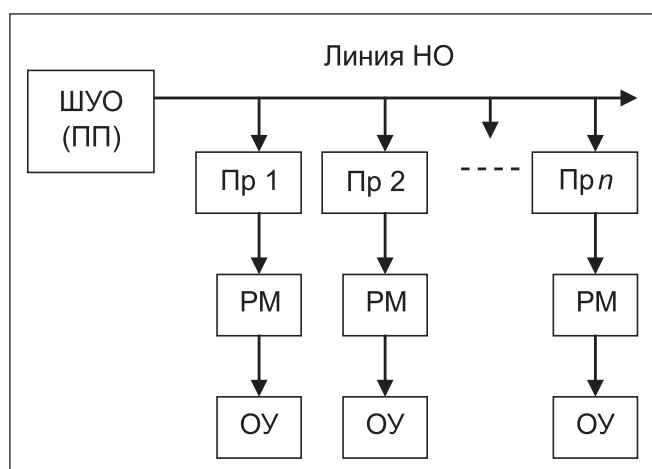 Линия НО
ШУО
(ПП)
Пр 1
Пр 2
Пр n
РМ
РМ
РМ
ОУ
ОУ
ОУ